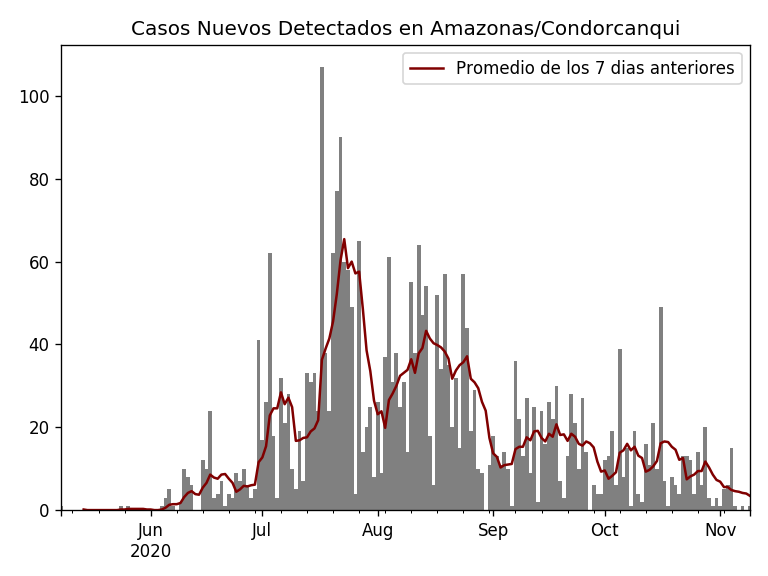 Casos Nuevos Detectados en Amazonas/Condorcanqui
Promedio de los 7 dias anteriores
100
80
60
40
20
0
Jun Jul Aug Sep Oct Nov
2020